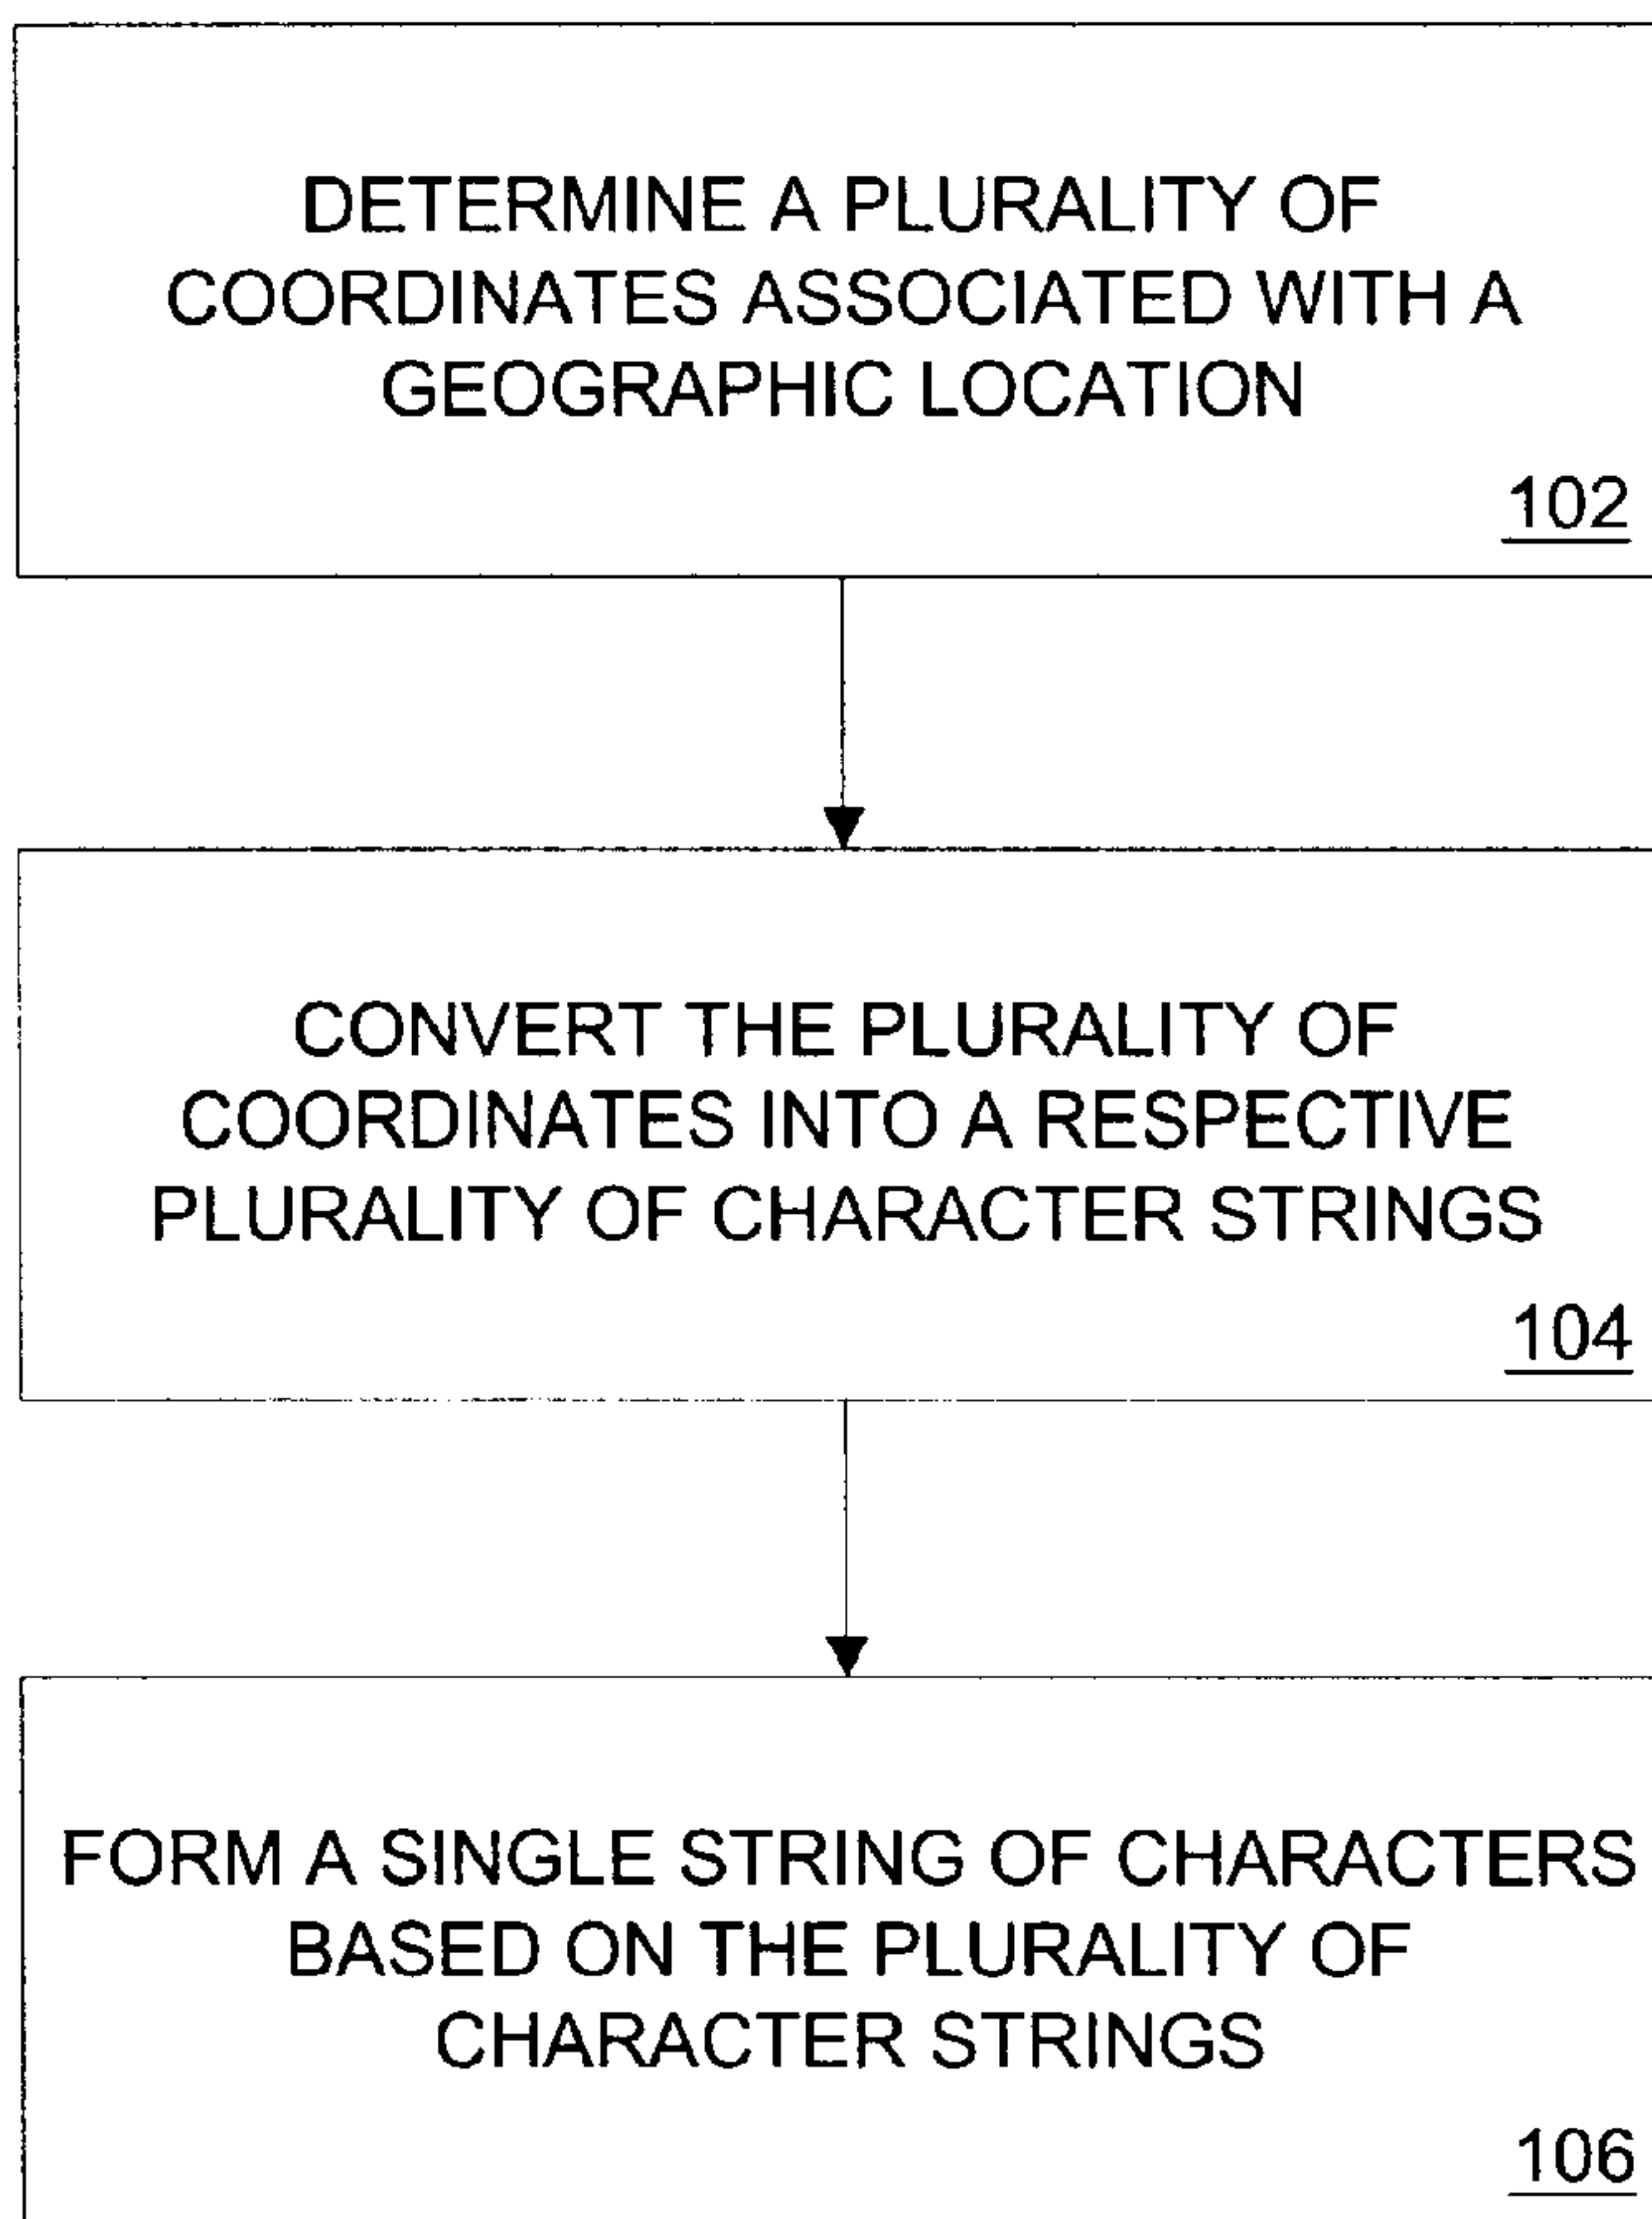 DETERMINE A PLURALITY OF
COORDINATES ASSOCIATED WITH A
GEOGRAPHIC LOCATION
102
CONVERT THE PLURALITY OF
COORDINATES INTO A RESPECTIVE
PLURALITY OF CHARACTER STRINGS
104
FORM A SINGLE STRING OF CHARACTERS
BASED ON THE PLURALITY OF
CHARACTER STRINGS
106